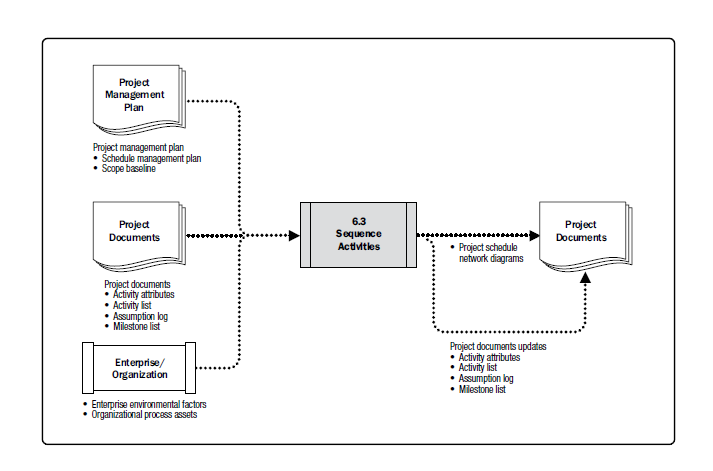 Project
Management
Plan
Project management plan
• Schedule management plan
• Scope baseline
Project
Documents
Project documents
• Activity attributes
• Activity list
• Assumption log
• Milestone list
Enterprise/
Organization
• Enterprise environmental factors
• Organizational process assets
6.3
Sequence
Activities
• Project schedule
network diagrams
Project
Documents
Project documents updates
• Activity attributes
• Activity list
• Assumption log
• Milestone list